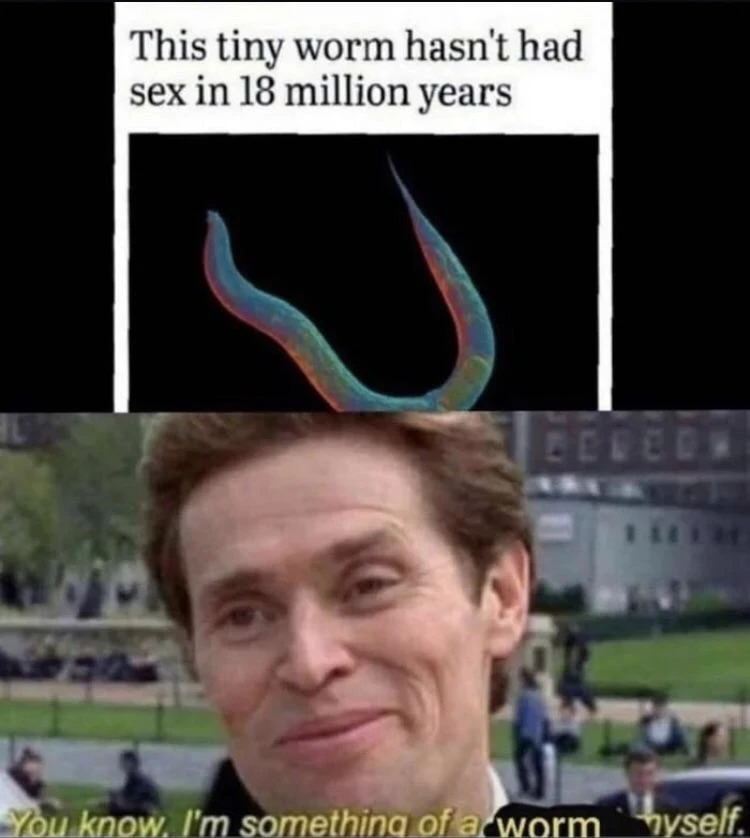 This tiny worm hasn't had
sex in 18 million years
You know, I'm something of a worm myself.